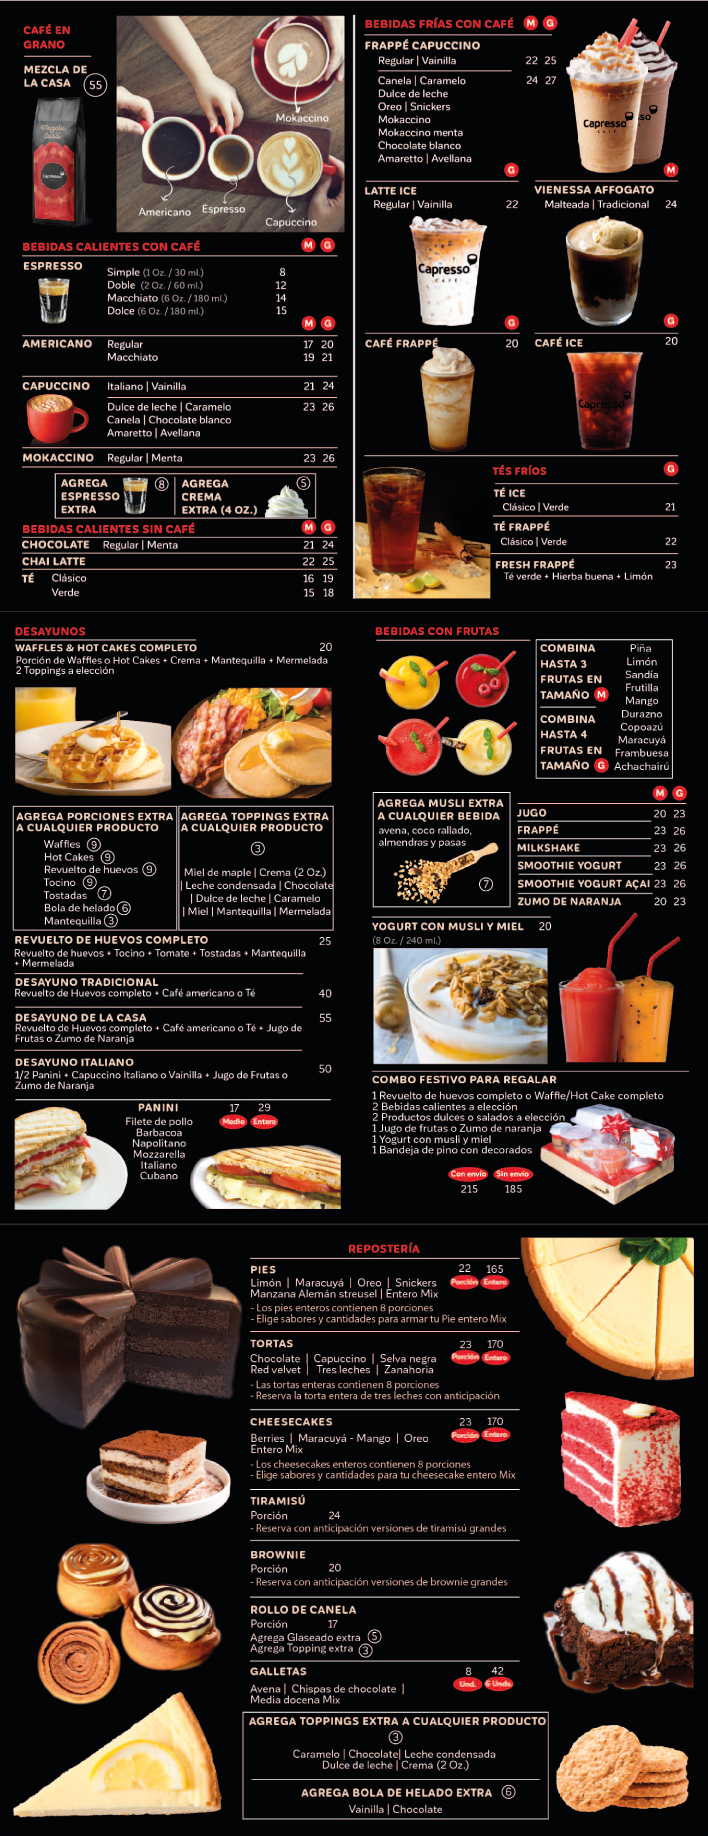 CAFÉ EN
GRANO
MEZCLA DE
LA CASA 55
Capresso
Mokaccino
Americano
Espresso
Capuccino
BEBIDAS CALIENTES CON CAFÉ M G
ESPRESSO
Simple (1 Oz. / 30 ml.) 8
Doble (2 Oz. / 60 ml.) 12
Macchiato (6 Oz. / 180 ml.) 14
Dolce (6 Oz. / 180 ml.) 15
M G
AMERICANO Regular 17 20
Macchiato 19 21
CAPUCCINO Italiano | Vainilla 21 24
Dulce de leche | Caramelo 23 26
Canela | Chocolate blanco
Amaretto | Avellana
MOKACCINO Regular | Menta 23 26
AGREGA
ESPRESSO
EXTRA
8
AGREGA
CREMA
EXTRA (4 OZ.)
5
BEBIDAS CALIENTES SIN CAFÉ M G
CHOCOLATE Regular | Menta 21 24
CHAI LATTE 22 25
TÉ Clásico 16 19
Verde 15 18
BEBIDAS FRÍAS CON CAFÉ M G
FRAPPÉ CAPUCCINO
Regular | Vainilla 22 25
Canela | Caramelo 24 27
Dulce de leche
Oreo | Snickers
Mokaccino
Mokaccino menta
Chocolate blanco
Amaretto | Avellana
Capresso
CAFÉ
G
LATTE ICE
Regular | Vainilla 22
Capresso
CAFÉ
M
VIENESSA AFFOGATO
Malteada | Tradicional 24
G
CAFÉ FRAPPÉ 20
G
CAFÉ ICE 20
Capresso
TÉS FRÍOS G
TÉ ICE
Clásico | Verde 21
TÉ FRAPPÉ
Clásico | Verde 22
FRESH FRAPPÉ 23
Té verde + Hierba buena + Limón
DESAYUNOS
WAFFLES & HOT CAKES COMPLETO 20
Porción de Waffles o Hot Cakes + Crema + Mantequilla + Mermelada
2 Toppings a elección
AGREGA PORCIONES EXTRA
A CUALQUIER PRODUCTO
Waffles 9
Hot Cakes 9
Revuelto de huevos 9
Tocino 9
Tostadas 7
Bola de helado 6
Mantequilla 3
AGREGA TOPPINGS EXTRA
A CUALQUIER PRODUCTO
3
Miel de maple | Crema (2 Oz.)
| Leche condensada | Chocolate
| Dulce de leche | Caramelo
| Miel | Mantequilla | Mermelada
REVUELTO DE HUEVOS COMPLETO 25
Revuelto de huevos + Tocino + Tomate + Tostadas + Mantequilla
+ Mermelada
DESAYUNO TRADICIONAL
Revuelto de Huevos completo + Café americano o Té 40
DESAYUNO DE LA CASA 55
Revuelto de Huevos completo + Café americano o Té + Jugo de
Frutas o Zumo de Naranja
DESAYUNO ITALIANO 50
1/2 Panini + Capuccino Italiano o Vainilla + Jugo de Frutas o
Zumo de Naranja
PANINI 17 29
Medio Entero
Filete de pollo
Barbacoa
Napolitano
Mozzarella
Italiano
Cubano
BEBIDAS CON FRUTAS
COMBINA
HASTA 3
FRUTAS EN
TAMAÑO M
COMBINA
HASTA 4
FRUTAS EN
TAMAÑO G
Piña
Limón
Sandía
Frutilla
Mango
Durazno
Copoazú
Maracuyá
Frambuesa
Achachairú
AGREGA MUSLI EXTRA
A CUALQUIER BEBIDA
avena, coco rallado,
almendras y pasas
7
M G
JUGO 20 23
FRAPPÉ 23 26
MILKSHAKE 23 26
SMOOTHIE YOGURT 23 26
SMOOTHIE YOGURT AÇAI 23 26
ZUMO DE NARANJA 20 23
YOGURT CON MUSLI Y MIEL 20
(8 Oz. / 240 ml.)
COMBO FESTIVO PARA REGALAR
1 Revuelto de huevos completo o Waffle/Hot Cake completo
2 Bebidas calientes a elección
2 Productos dulces o salados a elección
1 Jugo de frutas o Zumo de naranja
1 Yogurt con musli y miel
1 Bandeja de pino con decorados
Con envío Sin envío
215 185
REPOSTERÍA
PIES 22 165
Porción Entero
Limón | Maracuyá | Oreo | Snickers
Manzana Alemán streusel | Entero Mix
- Los pies enteros contienen 8 porciones
- Elige sabores y cantidades para armar tu Pie entero Mix
TORTAS 23 170
Porción Entero
Chocolate | Capuccino | Selva negra
Red velvet | Tres leches | Zanahoria
- Las tortas enteras contienen 8 porciones
- Reserva la torta entera de tres leches con anticipación
CHEESECAKES 23 170
Porción Entero
Berries | Maracuyá - Mango | Oreo
Entero Mix
- Los cheesecakes enteros contienen 8 porciones
- Elige sabores y cantidades para tu cheesecake entero Mix
TIRAMISÚ
Porción 24
- Reserva con anticipación versiones de tiramisú grandes
BROWNIE
Porción 20
- Reserva con anticipación versiones de brownie grandes
ROLLO DE CANELA
Porción 17
Agrega Glaseado extra 5
Agrega Topping extra 3
GALLETAS 8 42
Und. 6 Unds.
Avena | Chispas de chocolate |
Media docena Mix
AGREGA TOPPINGS EXTRA A CUALQUIER PRODUCTO
3
Caramelo | Chocolate| Leche condensada
Dulce de leche | Crema (2 Oz.)
AGREGA BOLA DE HELADO EXTRA 6
Vainilla | Chocolate